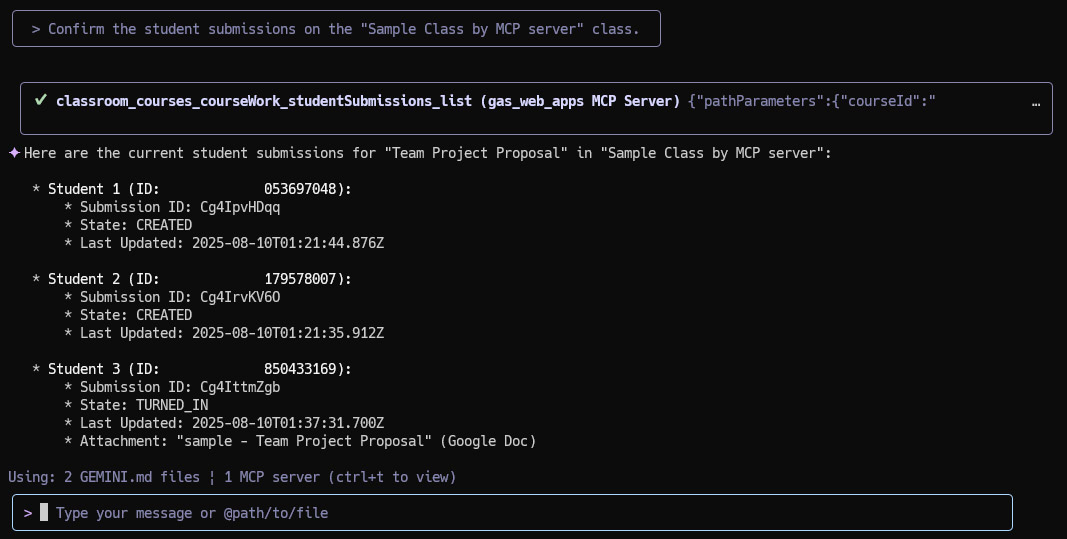 > Confirm the student submissions on the "Sample Class by MCP server" class.
✓ classroom_courses_courseWork_studentSubmissions_list (gas_web_apps MCP Server) {"pathParameters":{"courseId":" …
✦ Here are the current student submissions for "Team Project Proposal" in "Sample Class by MCP server":
* Student 1 (ID: 053697048):
* Submission ID: Cg4IpvHDqq
* State: CREATED
* Last Updated: 2025-08-10T01:21:44.876Z
* Student 2 (ID: 179578007):
* Submission ID: Cg4IrvKV6O
* State: CREATED
* Last Updated: 2025-08-10T01:21:35.912Z
* Student 3 (ID: 850433169):
* Submission ID: Cg4IttmZgb
* State: TURNED_IN
* Last Updated: 2025-08-10T01:37:31.700Z
* Attachment: "sample - Team Project Proposal" (Google Doc)
Using: 2 GEMINI.md files ¦ 1 MCP server (ctrl+t to view)
> Type your message or @path/to/file